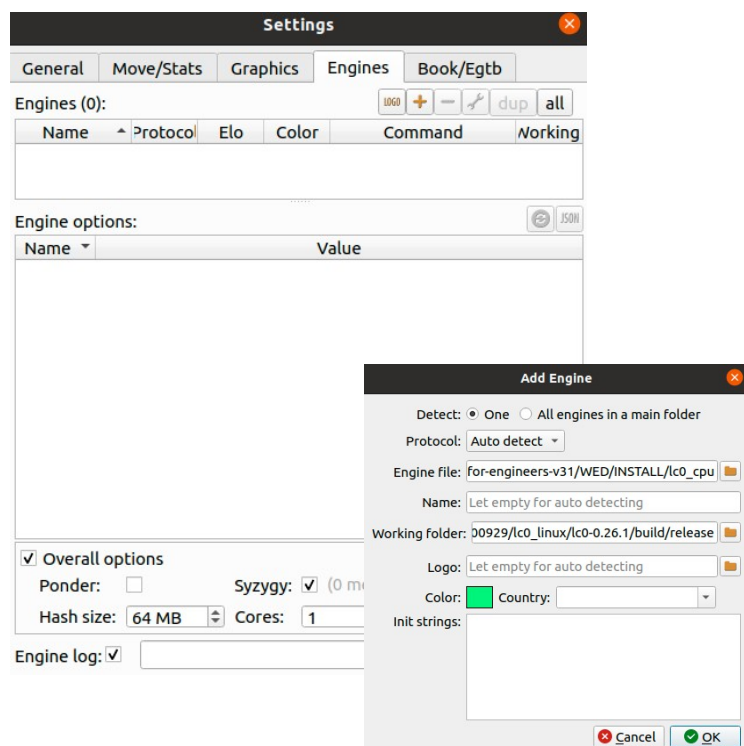 Settings
General Move/Stats Graphics Engines Book/Egtb
Engines (0): LOGO + − dup all
Name Protocol Elo Color Command Working
Engine options: JSON
Name Value
Overall options
Ponder: Syzygy: (0 m
Hash size: 64 MB Cores: 1
Engine log:
Add Engine
Detect: One All engines in a main folder
Protocol: Auto detect
Engine file: for-engineers-v31/WED/INSTALL/lc0_cpu
Name: Let empty for auto detecting
Working folder: 00929/lc0_linux/lc0-0.26.1/build/release
Logo: Let empty for auto detecting
Color: Country:
Init strings:
Cancel OK